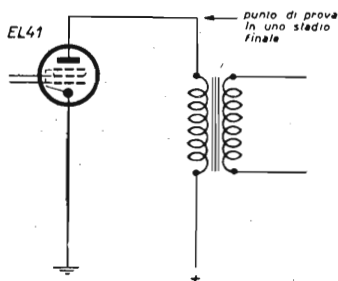 punto di prova
in uno stadio
finale
EL41
+